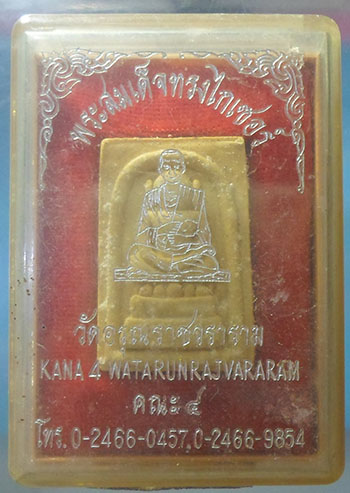 พระสมเด็จทรงไกเซอร์
วัดอรุณราชวราราม
KANA 4 WATARUNRAJVARARAM
คณะ ๔
โทร. 0-2466-0457, 0-2466-9854